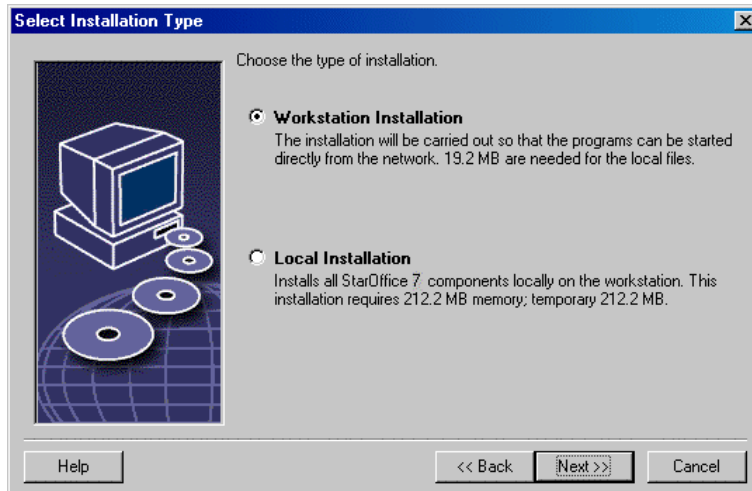 Select Installation Type
Choose the type of installation.
Workstation Installation
The installation will be carried out so that the programs can be started
directly from the network. 19.2 MB are needed for the local files.
Local Installation
Installs all StarOffice 7 components locally on the workstation. This
installation requires 212.2 MB memory; temporary 212.2 MB.
Help
<< Back
Next >>
Cancel